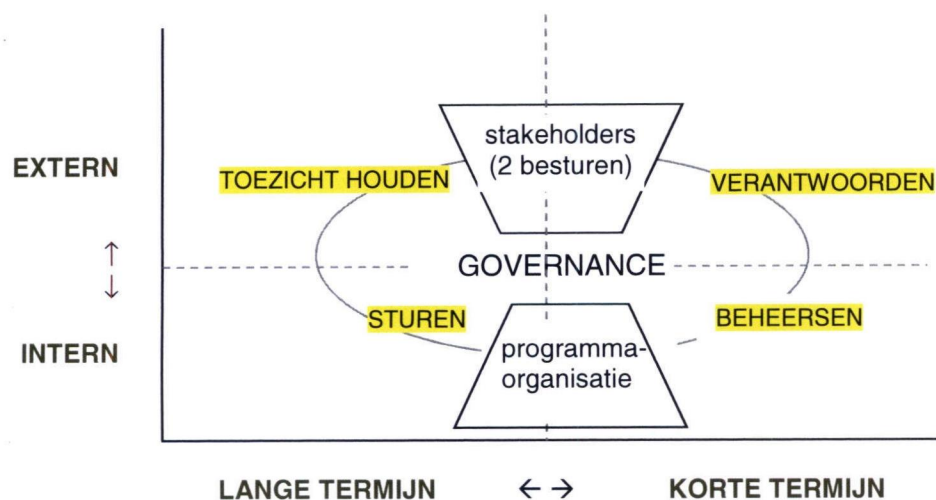 stakeholders
(2 besturen)
EXTERN
TOEZICHT HOUDEN
VERANTWOORDEN
↑
↓
GOVERNANCE
STUREN
BEHEERSEN
INTERN
programma-
organisatie
LANGE TERMIJN
← →
KORTE TERMIJN